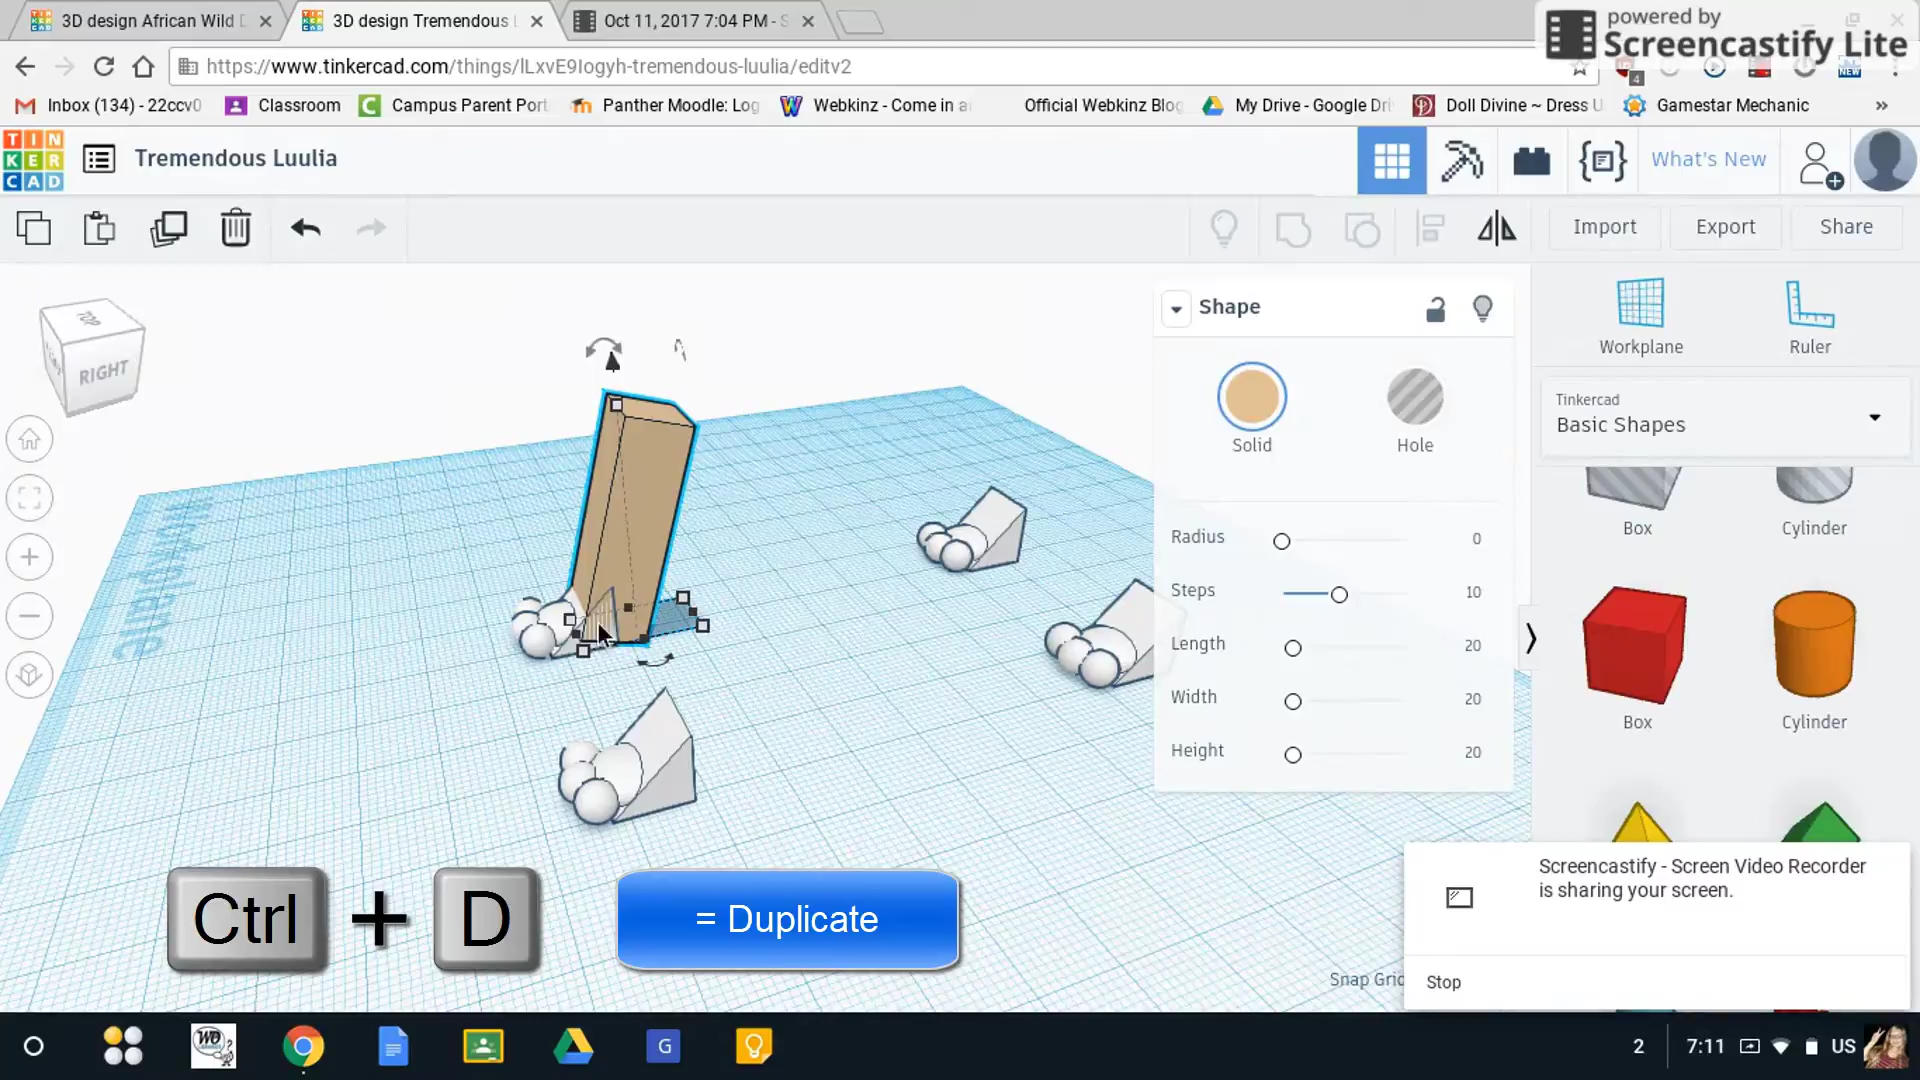 3D design African Wild D
3D design Tremendous L
Oct 11, 2017 7:04 PM - S
powered by
Screencastify Lite
https://www.tinkercad.com/things/lLxvE9Iogyh-tremendous-luulia/editv2
4
NEW
Inbox (134) - 22ccv0
Classroom
Campus Parent Port
Panther Moodle: Log
Webkinz - Come in a
Official Webkinz Blog
My Drive - Google Dri
Doll Divine ~ Dress U
Gamestar Mechanic
»
TIN
KER
CAD
Tremendous Luulia
What's New
Import
Export
Share
TOP
RIGHT
Workplane
Shape
Solid
Hole
Radius 0
Steps 10
Length 20
Width 20
Height 20
Workplane
Ruler
Tinkercad
Basic Shapes
Box
Cylinder
Box
Cylinder
Ctrl + D = Duplicate
Snap Grid
Screencastify - Screen Video Recorder
is sharing your screen.
Stop
WD
G
2
7:11
US